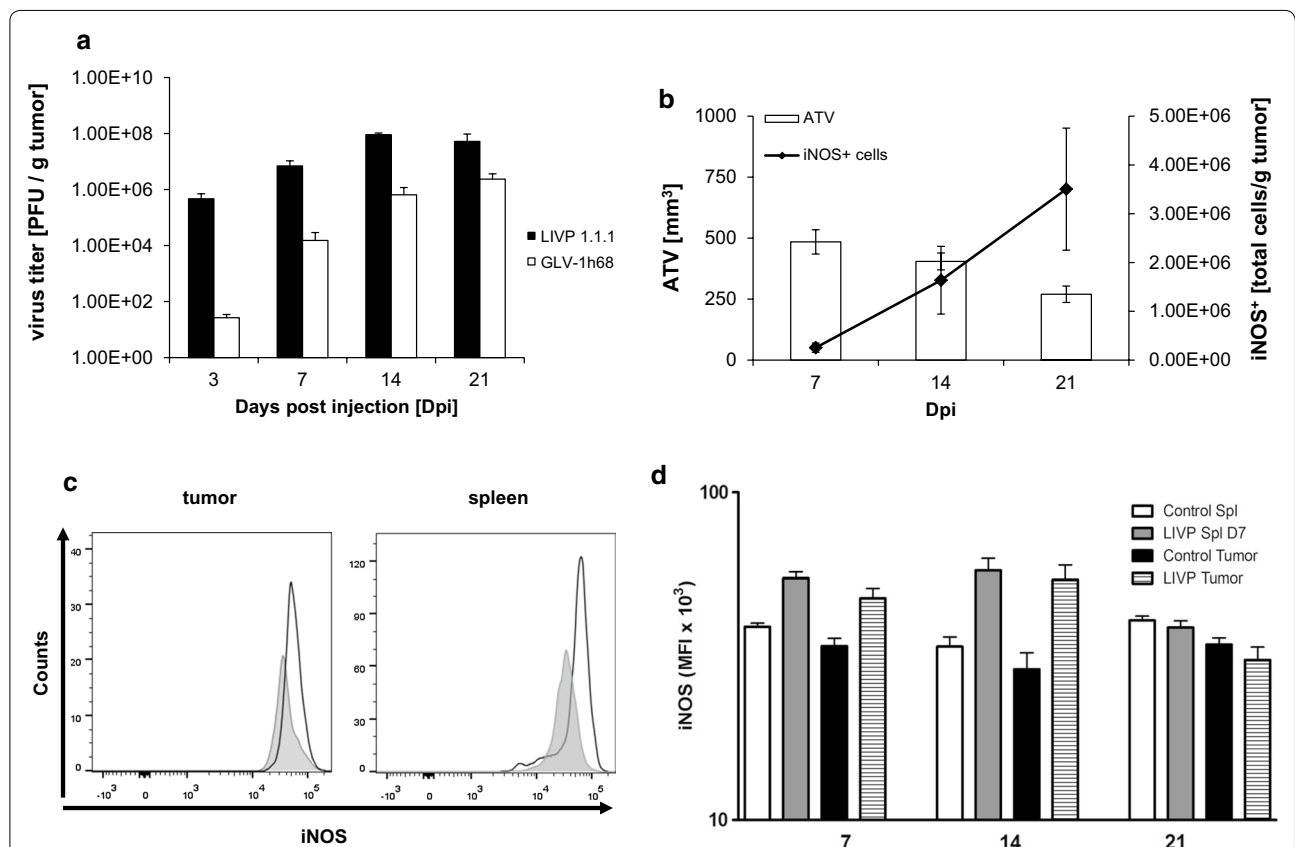 a
virus titer [PFU / g tumor]
1.00E+10
1.00E+08
1.00E+06
1.00E+04
1.00E+02
1.00E+00
3 7 14 21
Days post injection [Dpi]
LIVP 1.1.1
GLV-1h68
b
ATV [mm³]
1000
750
500
250
0
ATV
iNOS+ cells
7 14 21
Dpi
5.00E+06
4.00E+06
3.00E+06
2.00E+06
1.00E+06
0.00E+00
iNOS⁺ [total cells/g tumor]
c
tumor
spleen
Counts
40
30
20
10
0
-10³ 0 10⁴ 10⁵
120
90
60
30
0
-10³ 0 10⁴ 10⁵
iNOS
d
iNOS (MFI x 10³)
100
10
Control Spl
LIVP Spl D7
Control Tumor
LIVP Tumor
7 14 21